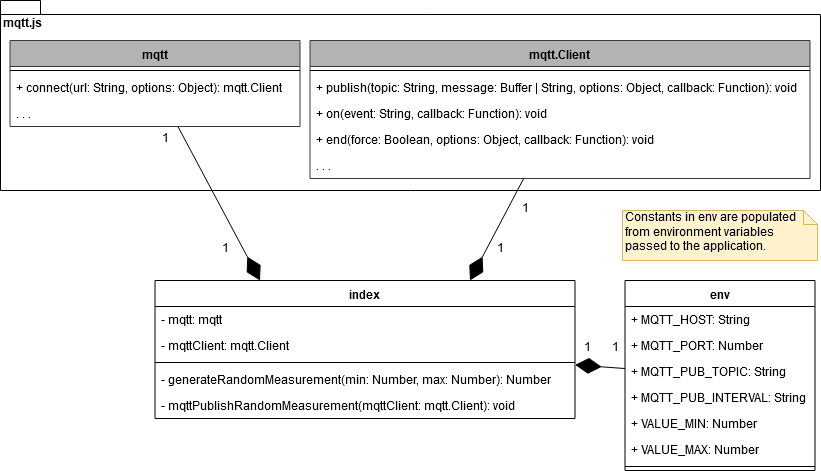 mqtt.js
mqtt
+ connect(url: String, options: Object): mqtt.Client
. . .
mqtt.Client
+ publish(topic: String, message: Buffer | String, options: Object, callback: Function): void
+ on(event: String, callback: Function): void
+ end(force: Boolean, options: Object, callback: Function): void
. . .
1
1
1
1
Constants in env are populated
from environment variables
passed to the application.
index
- mqtt: mqtt
- mqttClient: mqtt.Client
- generateRandomMeasurement(min: Number, max: Number): Number
- mqttPublishRandomMeasurement(mqttClient: mqtt.Client): void
1
1
env
+ MQTT_HOST: String
+ MQTT_PORT: Number
+ MQTT_PUB_TOPIC: String
+ MQTT_PUB_INTERVAL: String
+ VALUE_MIN: Number
+ VALUE_MAX: Number